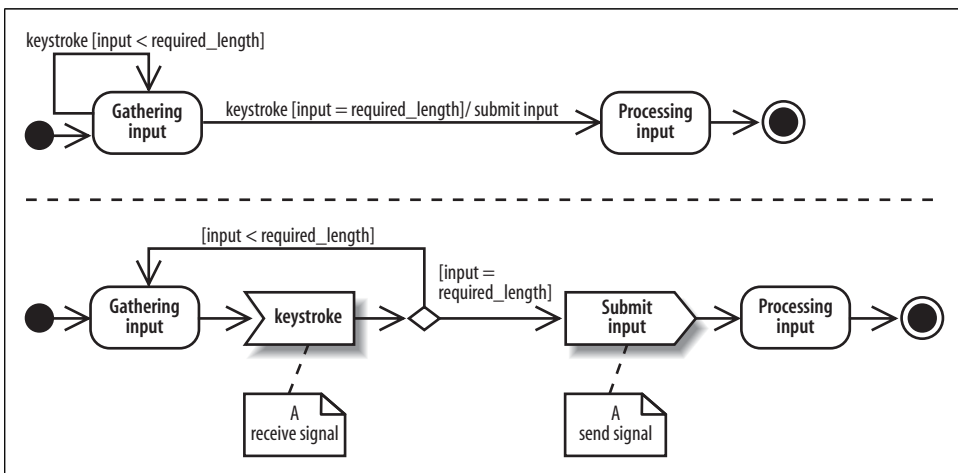 keystroke [input < required_length]
Gathering
input
keystroke [input = required_length]/ submit input
Processing
input
[input < required_length]
[input =
required_length]
Gathering
input
keystroke
Submit
input
Processing
input
A
receive signal
A
send signal